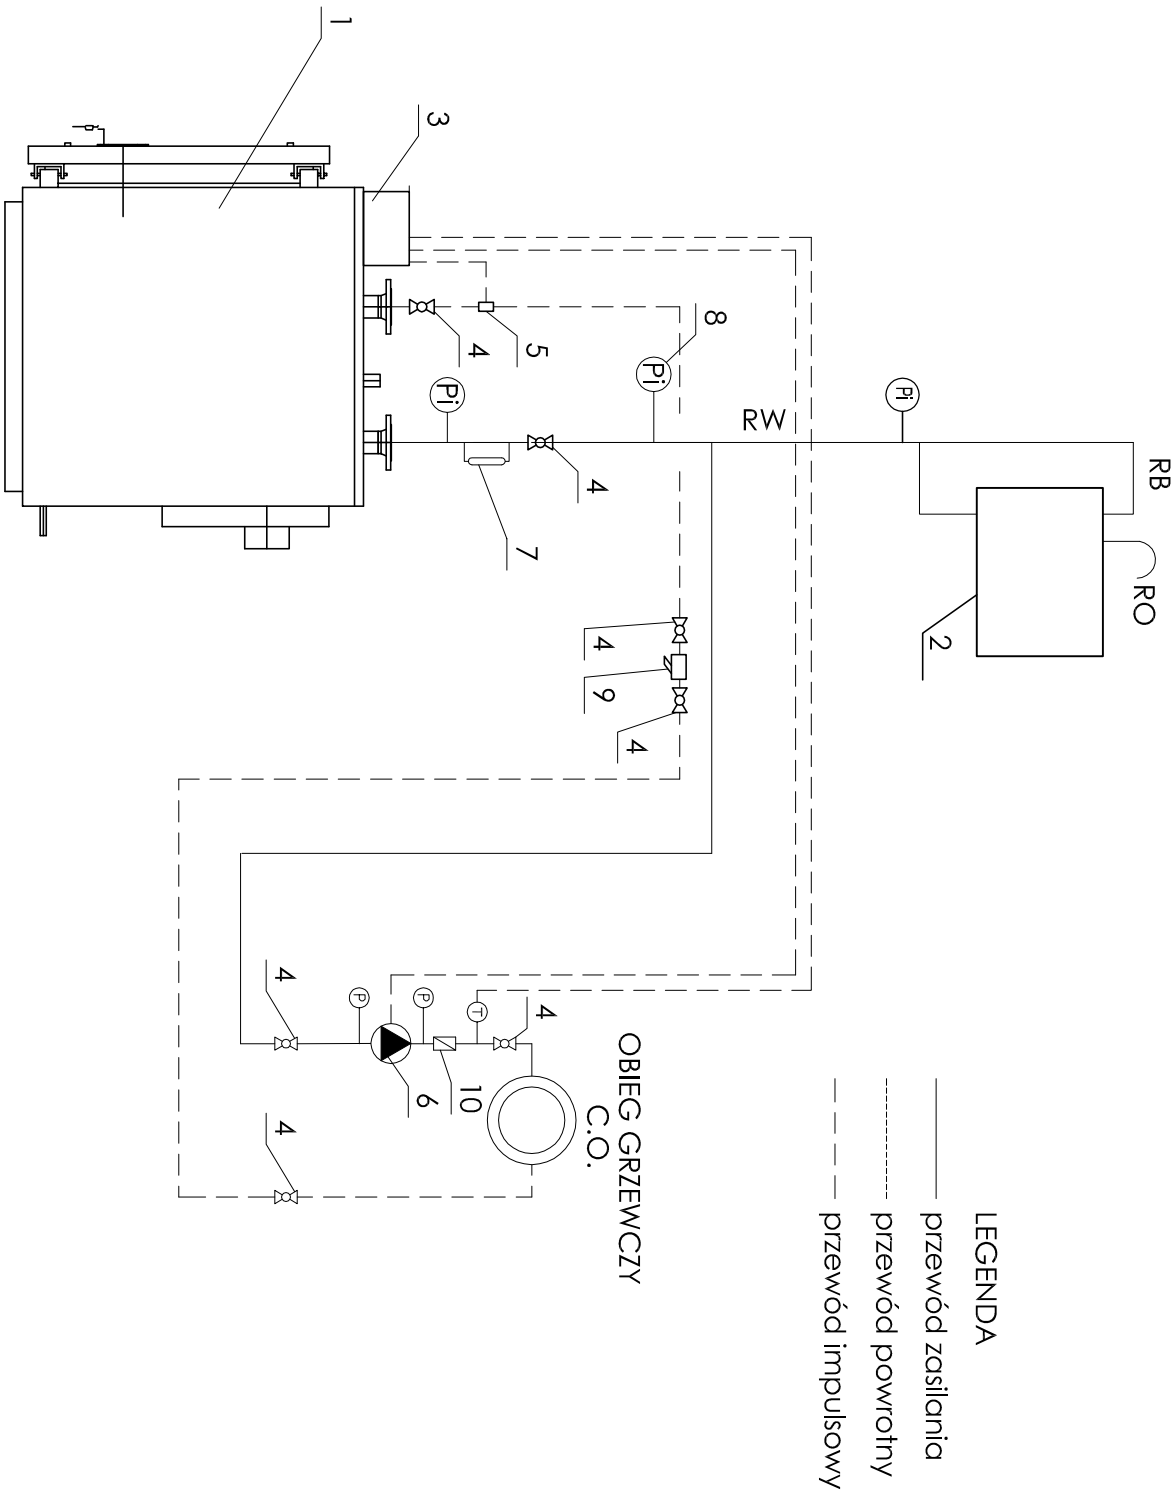 RB
RO
LEGENDA
2
przewód zasilania
Pi
przewód powrotny
przewód impulsowy
RW
8
Pi
4
OBIEG GRZEWCZY
C.O.
9
4
4
4
5
7
4
T
10
Pi
3
6
P
P
1
4
4